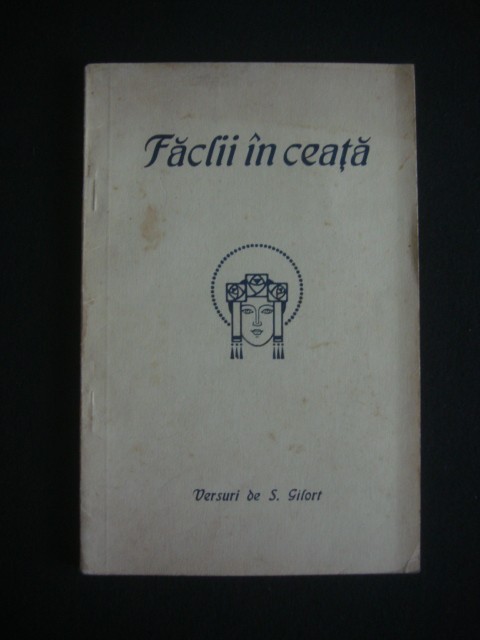 Făclii în ceață
Versuri de S. Gilort